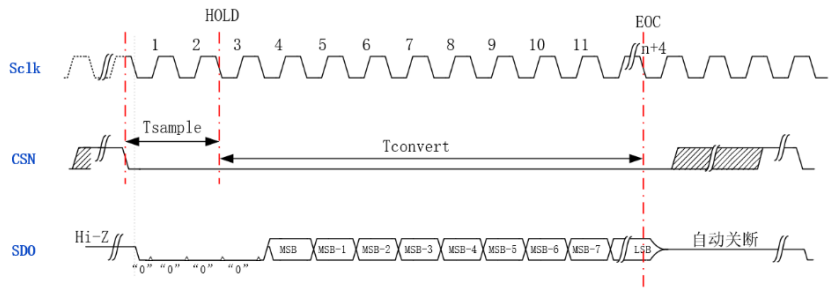 HOLD
EOC
1 2 3 4 5 6 7 8 9 10 11 n+4
Sclk
Tsample
Tconvert
CSN
Hi-Z
SDO
MSB MSB-1 MSB-2 MSB-3 MSB-4 MSB-5 MSB-6 MSB-7 LSB
自动关断
“0” “0” “0” “0”